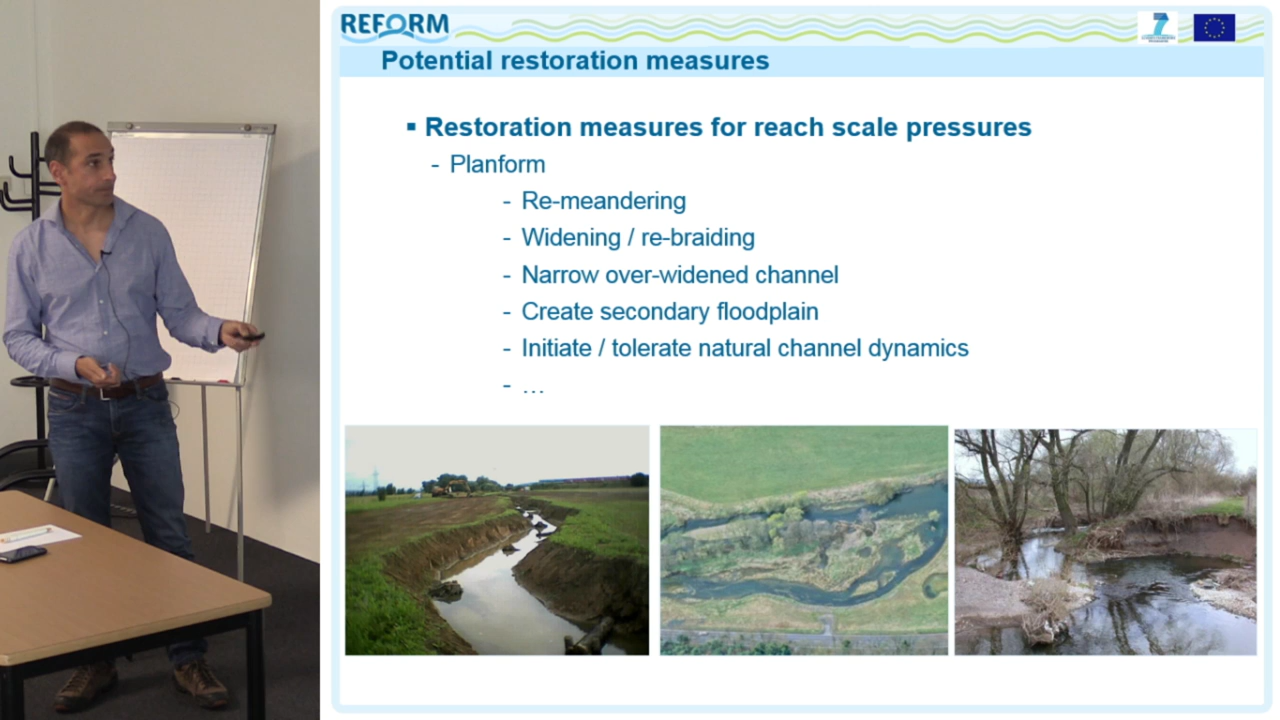 REFORM
7
Potential restoration measures
▪ Restoration measures for reach scale pressures
- Planform
- Re-meandering
- Widening / re-braiding
- Narrow over-widened channel
- Create secondary floodplain
- Initiate / tolerate natural channel dynamics
- …